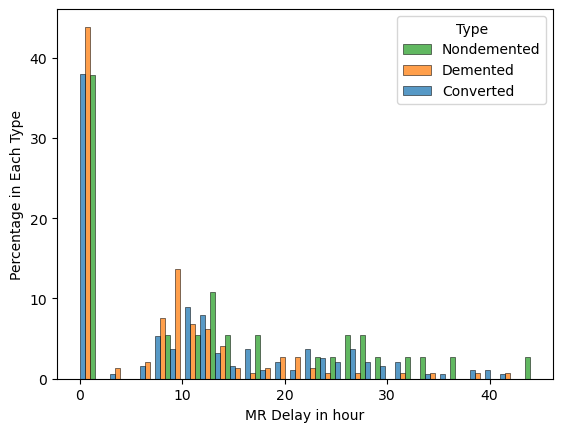 Type
Nondemented
Demented
Converted
Percentage in Each Type
40
30
20
10
0
0 10 20 30 40
MR Delay in hour